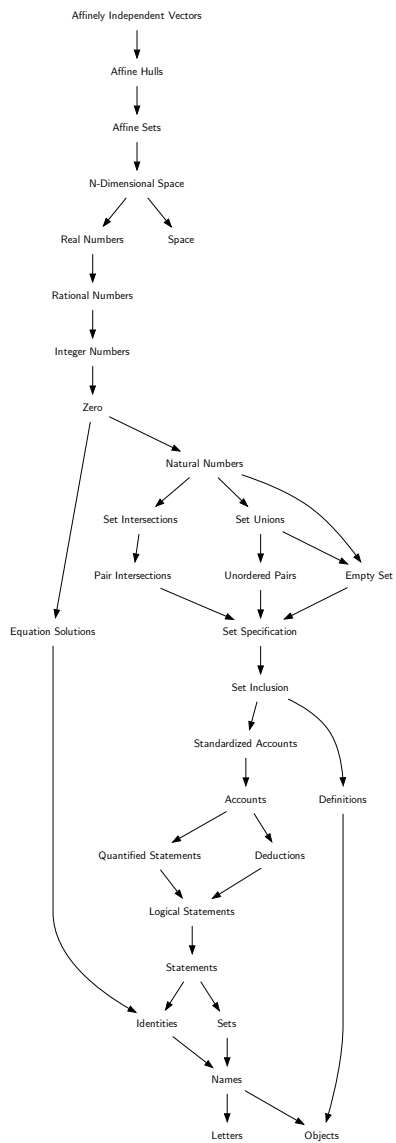 Affinely Independent Vectors
Affine Hulls
Affine Sets
N-Dimensional Space
Real Numbers
Space
Rational Numbers
Integer Numbers
Zero
Natural Numbers
Set Intersections
Set Unions
Pair Intersections
Unordered Pairs
Empty Set
Equation Solutions
Set Specification
Set Inclusion
Standardized Accounts
Accounts
Definitions
Quantified Statements
Deductions
Logical Statements
Statements
Identities
Sets
Names
Letters
Objects